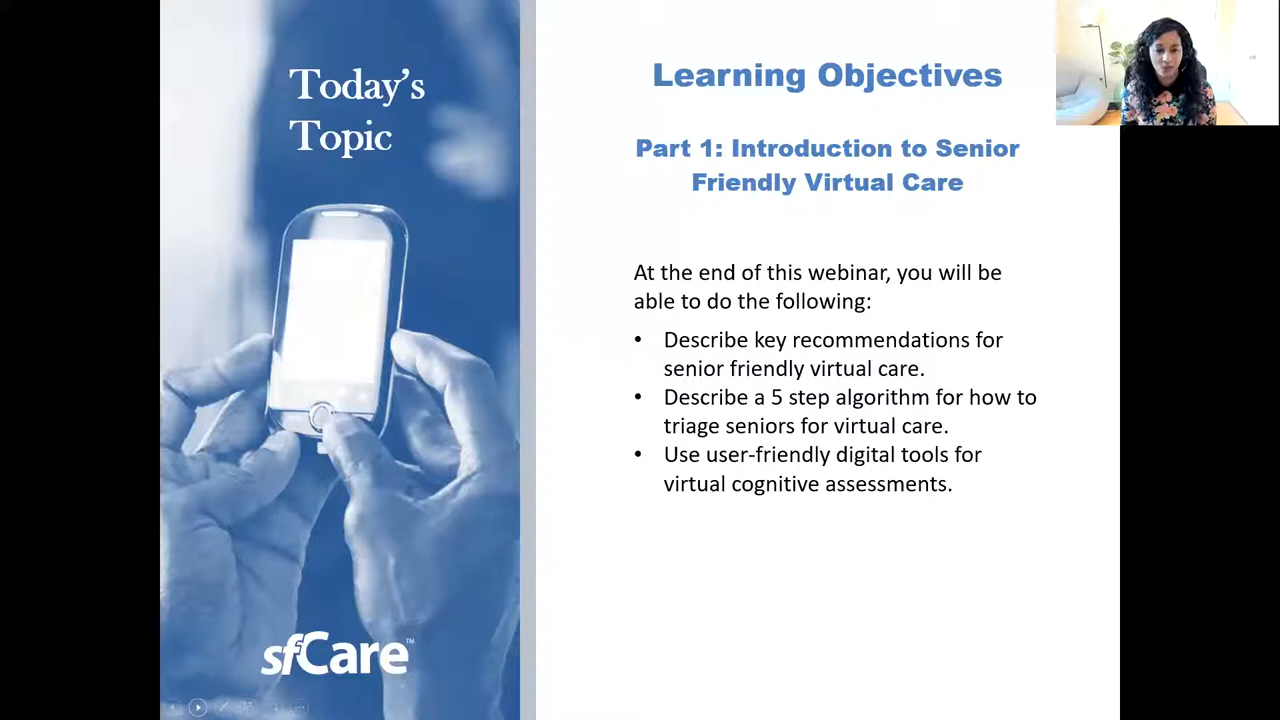 Today's
Topic
sfCare™
Learning Objectives
Part 1: Introduction to Senior
Friendly Virtual Care
At the end of this webinar, you will be
able to do the following:
• Describe key recommendations for
senior friendly virtual care.
• Describe a 5 step algorithm for how to
triage seniors for virtual care.
• Use user-friendly digital tools for
virtual cognitive assessments.